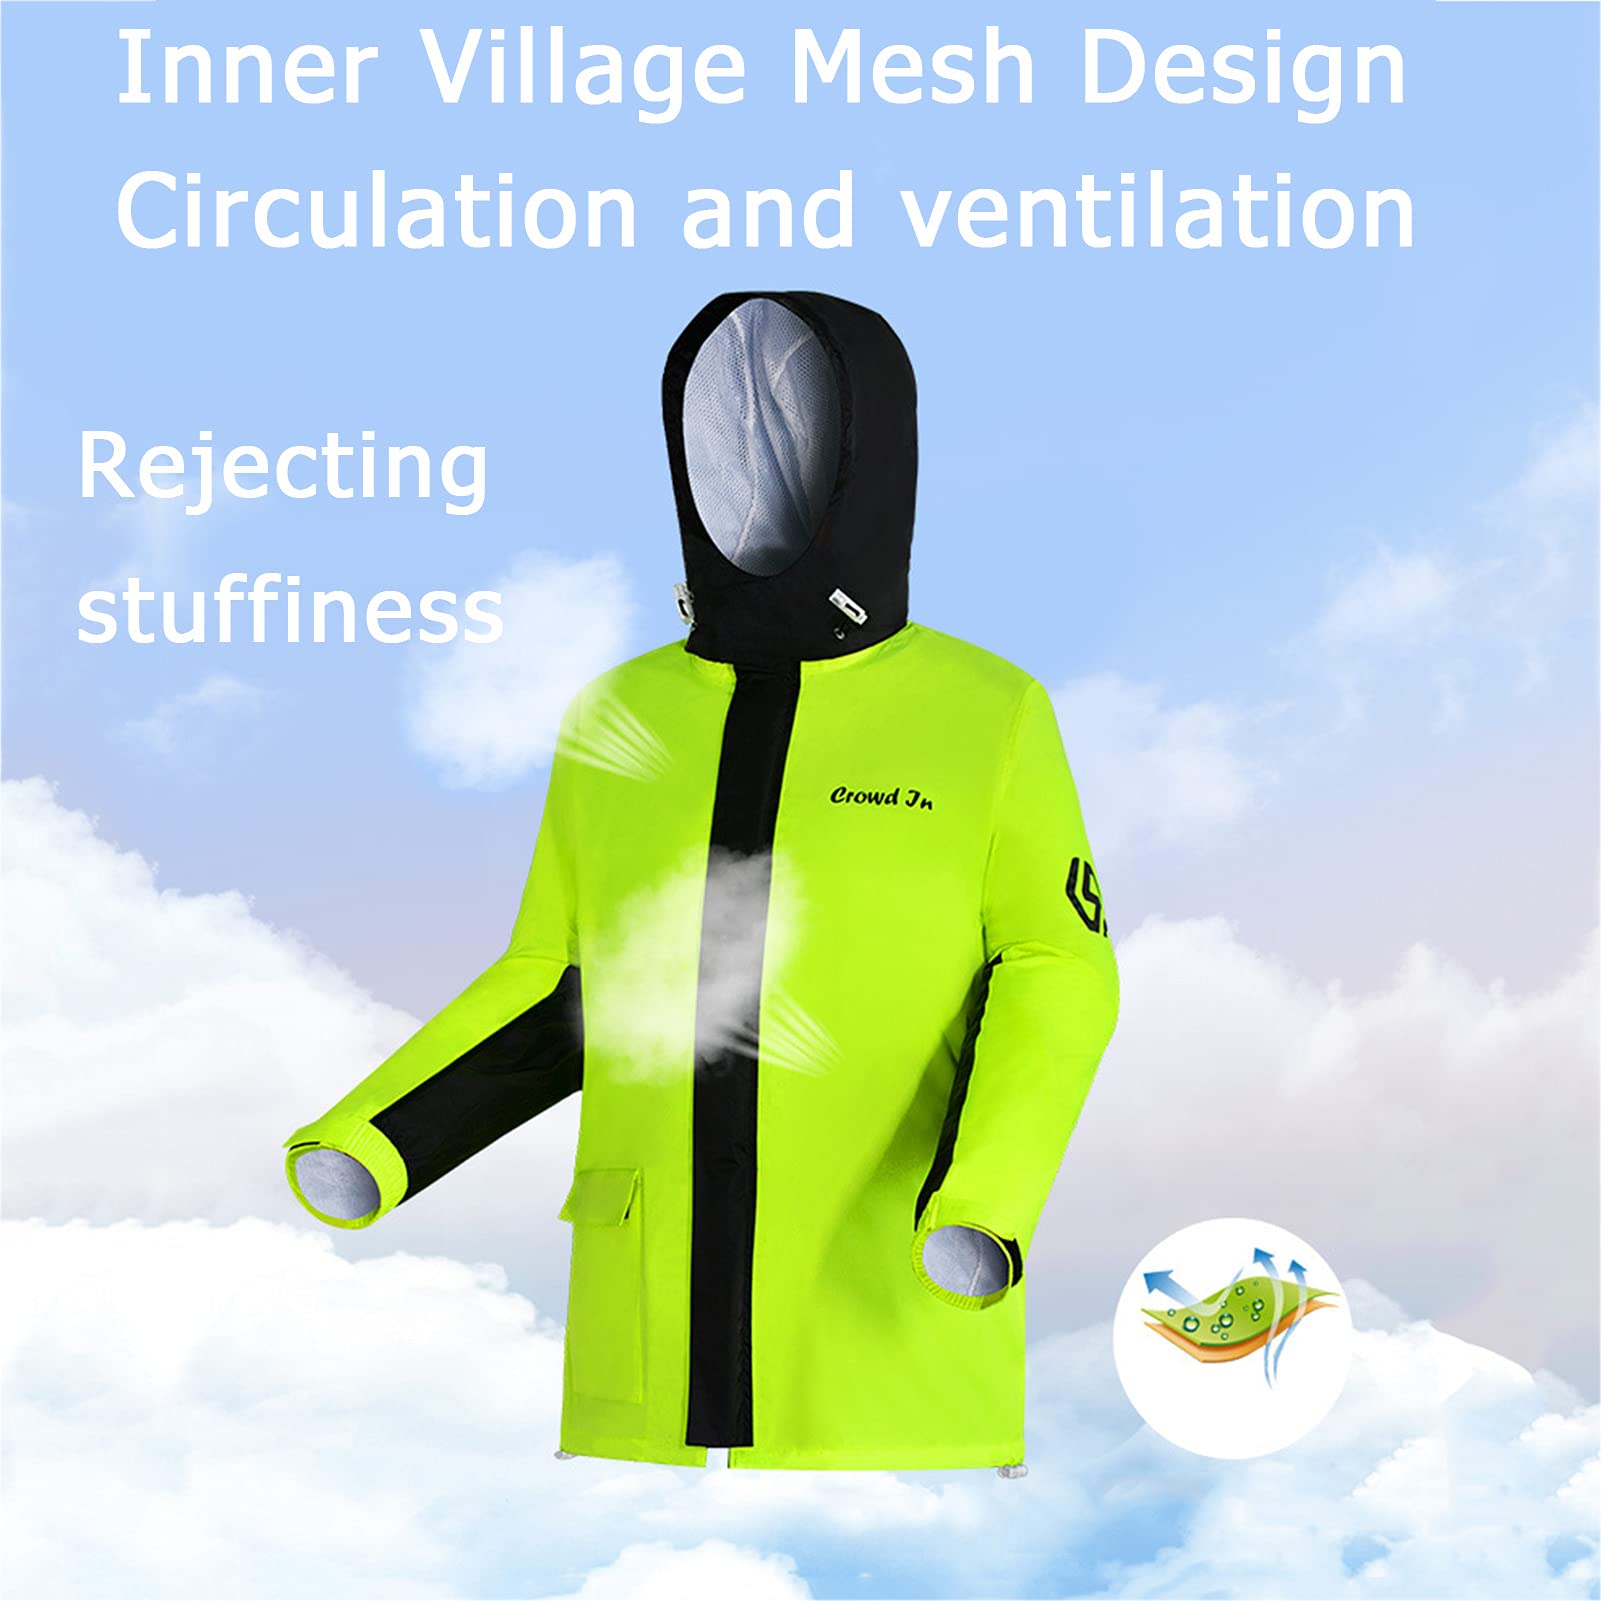 Inner Village Mesh Design
Circulation and ventilation
Rejecting
stuffiness
Crowd In